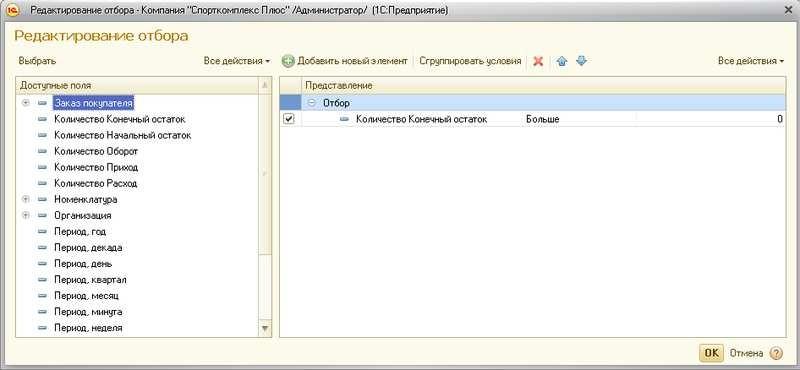 Редактирование отбора - Компания "Спорткомплекс Плюс" /Администратор/ (1С:Предприятие)
Редактирование отбора
Выбрать Все действия Добавить новый элемент Сгруппировать условия Все действия
Доступные поля
Заказ покупателя
Количество Конечный остаток
Количество Начальный остаток
Количество Оборот
Количество Приход
Количество Расход
Номенклатура
Организация
Период, год
Период, декада
Период, день
Период, квартал
Период, месяц
Период, минута
Период, неделя
Представление
Отбор
Количество Конечный остаток Больше 0
OK Отмена ?